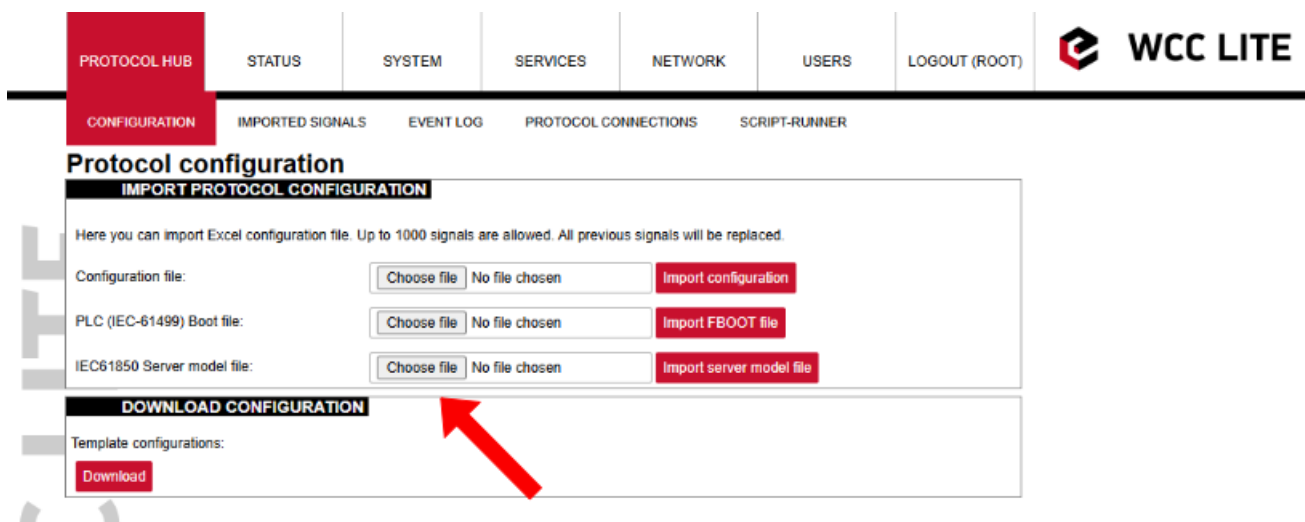 PROTOCOL HUB STATUS SYSTEM SERVICES NETWORK USERS LOGOUT (ROOT) WCC LITE
CONFIGURATION IMPORTED SIGNALS EVENT LOG PROTOCOL CONNECTIONS SCRIPT-RUNNER
Protocol configuration
IMPORT PROTOCOL CONFIGURATION
Here you can import Excel configuration file. Up to 1000 signals are allowed. All previous signals will be replaced.
Configuration file: Choose file No file chosen Import configuration
PLC (IEC-61499) Boot file: Choose file No file chosen Import FBOOT file
IEC61850 Server model file: Choose file No file chosen Import server model file
DOWNLOAD CONFIGURATION
Template configurations:
Download